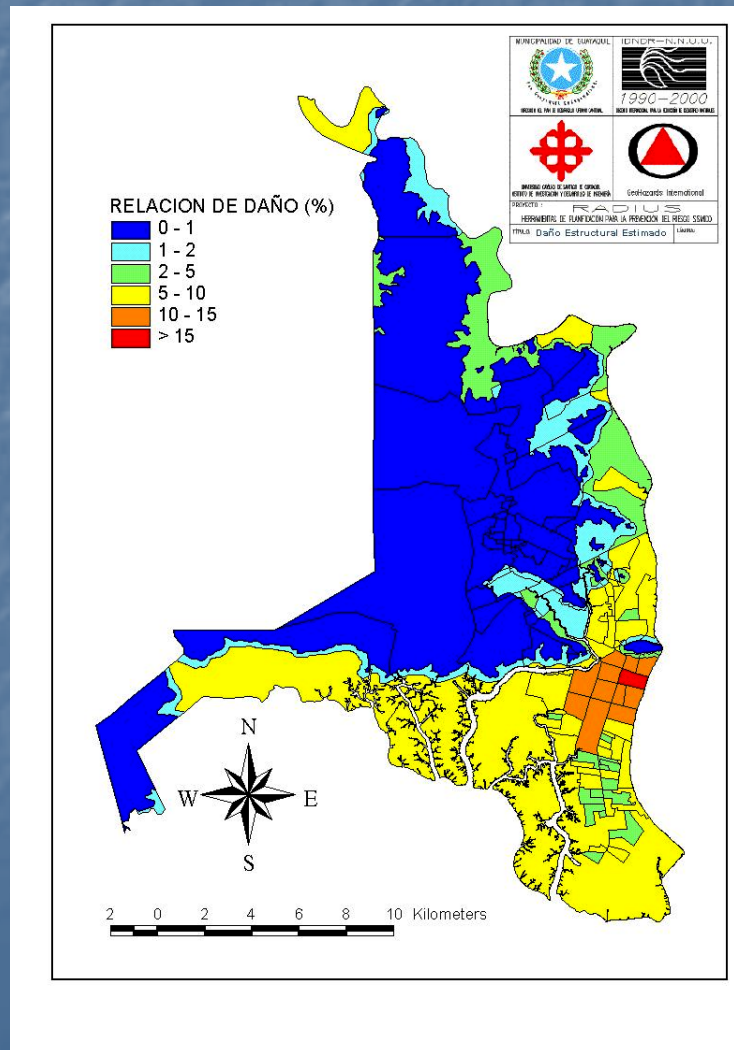 MUNICIPALIDAD DE GUAYAQUIL
IDNDR-N.N.U.U.
1990-2000
GeoHazards International
PROYECTO :
RADIUS
HERRAMIENTAS DE PLANIFICACION PARA LA PREVENCION DEL RIESGO SISMICO
TITULO: Daño Estructural Estimado
LAMINA:
RELACION DE DAÑO (%)
0 - 1
1 - 2
2 - 5
5 - 10
10 - 15
> 15
N
W E
S
2 0 2 4 6 8 10 Kilometers